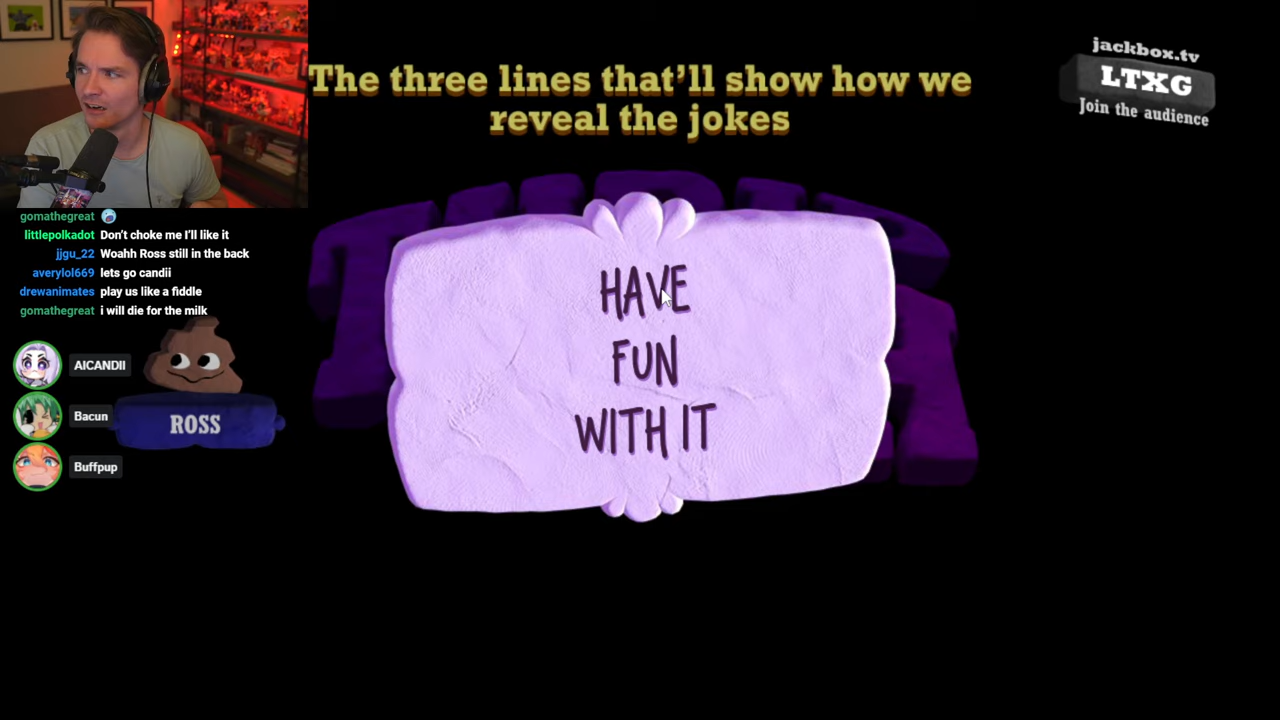 The three lines that'll show how we
reveal the jokes
jackbox.tv
LTXG
Join the audience
HAVE
FUN
WITH IT
gomathegreat
littlepolkadot Don't choke me I'll like it
jjgu_22 Woahh Ross still in the back
averylol669 lets go candii
drewanimates play us like a fiddle
gomathegreat i will die for the milk
AICANDII
Bacun
ROSS
Buffpup